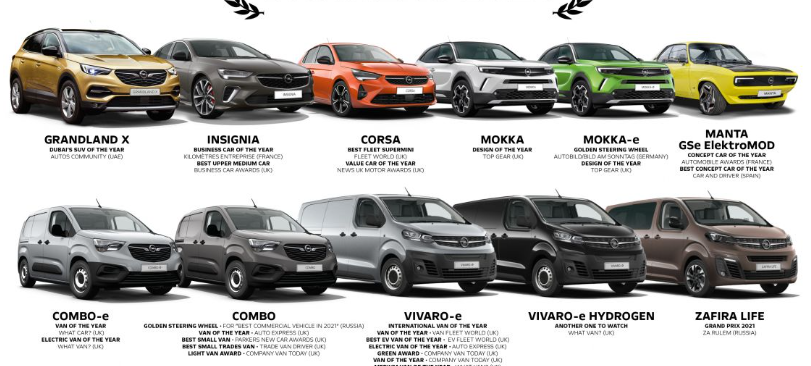 GRANDLAND X
DUBAI'S SUV OF THE YEAR
AUTOS COMMUNITY (UAE)
INSIGNIA
BUSINESS CAR OF THE YEAR
KILOMÈTRES ENTREPRISE (FRANCE)
BEST UPPER MEDIUM CAR
BUSINESS CAR AWARDS (UK)
CORSA
BEST FLEET SUPERMINI
FLEET WORLD (UK)
VALUE CAR OF THE YEAR
NEWS UK MOTOR AWARDS (UK)
MOKKA
DESIGN OF THE YEAR
TOP GEAR (UK)
MOKKA-e
GOLDEN STEERING WHEEL
AUTOBILD/BILD AM SONNTAG (GERMANY)
DESIGN OF THE YEAR
TOP GEAR (UK)
MANTA
GSe ElektroMOD
CONCEPT CAR OF THE YEAR
AUTOMOBILE AWARDS (FRANCE)
BEST CONCEPT CAR OF THE YEAR
CAR AND DRIVER (SPAIN)
COMBO-e
VAN OF THE YEAR
WHAT CAR? (UK)
ELECTRIC VAN OF THE YEAR
WHAT VAN? (UK)
COMBO
GOLDEN STEERING WHEEL - FOR "BEST COMMERCIAL VEHICLE IN 2021" (RUSSIA)
VAN OF THE YEAR - AUTO EXPRESS (UK)
BEST SMALL VAN - PARKERS NEW CAR AWARDS (UK)
BEST SMALL TRADES VAN - TRADE VAN DRIVER (UK)
LIGHT VAN AWARD - COMPANY VAN TODAY (UK)
VIVARO-e
INTERNATIONAL VAN OF THE YEAR
VAN OF THE YEAR - VAN FLEET WORLD (UK)
BEST EV VAN OF THE YEAR - EV FLEET WORLD (UK)
ELECTRIC VAN OF THE YEAR - AUTO EXPRESS (UK)
GREEN AWARD - COMPANY VAN TODAY (UK)
VAN OF THE YEAR - COMPANY VAN TODAY (UK)
VIVARO-e HYDROGEN
ANOTHER ONE TO WATCH
WHAT VAN? (UK)
ZAFIRA LIFE
GRAND PRIX 2021
ZA RULEM (RUSSIA)